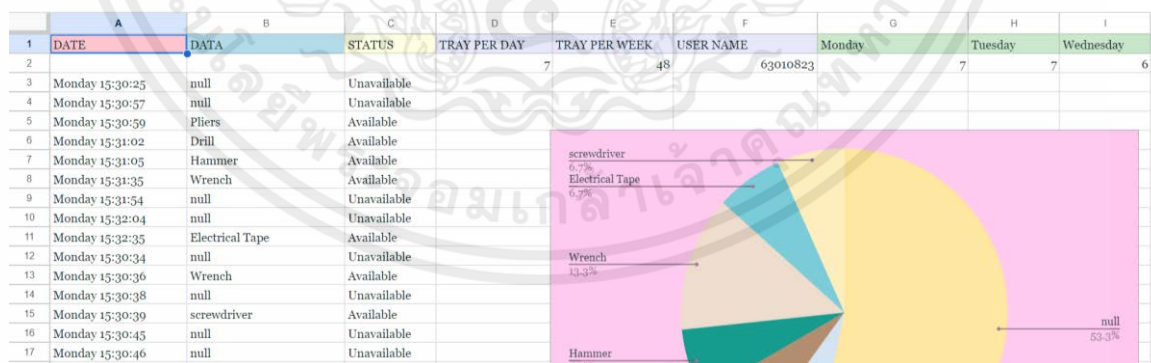 A B C D E F G H I
1 DATE DATA STATUS TRAY PER DAY TRAY PER WEEK USER NAME Monday Tuesday Wednesday
2 7 48 63010823 7 7 6
3 Monday 15:30:25 null Unavailable
4 Monday 15:30:57 null Unavailable
5 Monday 15:30:59 Pliers Available
6 Monday 15:31:02 Drill Available
7 Monday 15:31:05 Hammer Available
8 Monday 15:31:35 Wrench Available
9 Monday 15:31:54 null Unavailable
10 Monday 15:32:04 null Unavailable
11 Monday 15:32:35 Electrical Tape Available
12 Monday 15:30:34 null Unavailable
13 Monday 15:30:36 Wrench Available
14 Monday 15:30:38 null Unavailable
15 Monday 15:30:39 screwdriver Available
16 Monday 15:30:45 null Unavailable
17 Monday 15:30:46 null Unavailable
screwdriver
6.7%
Electrical Tape
6.7%
Wrench
13.3%
Hammer
null
53.3%